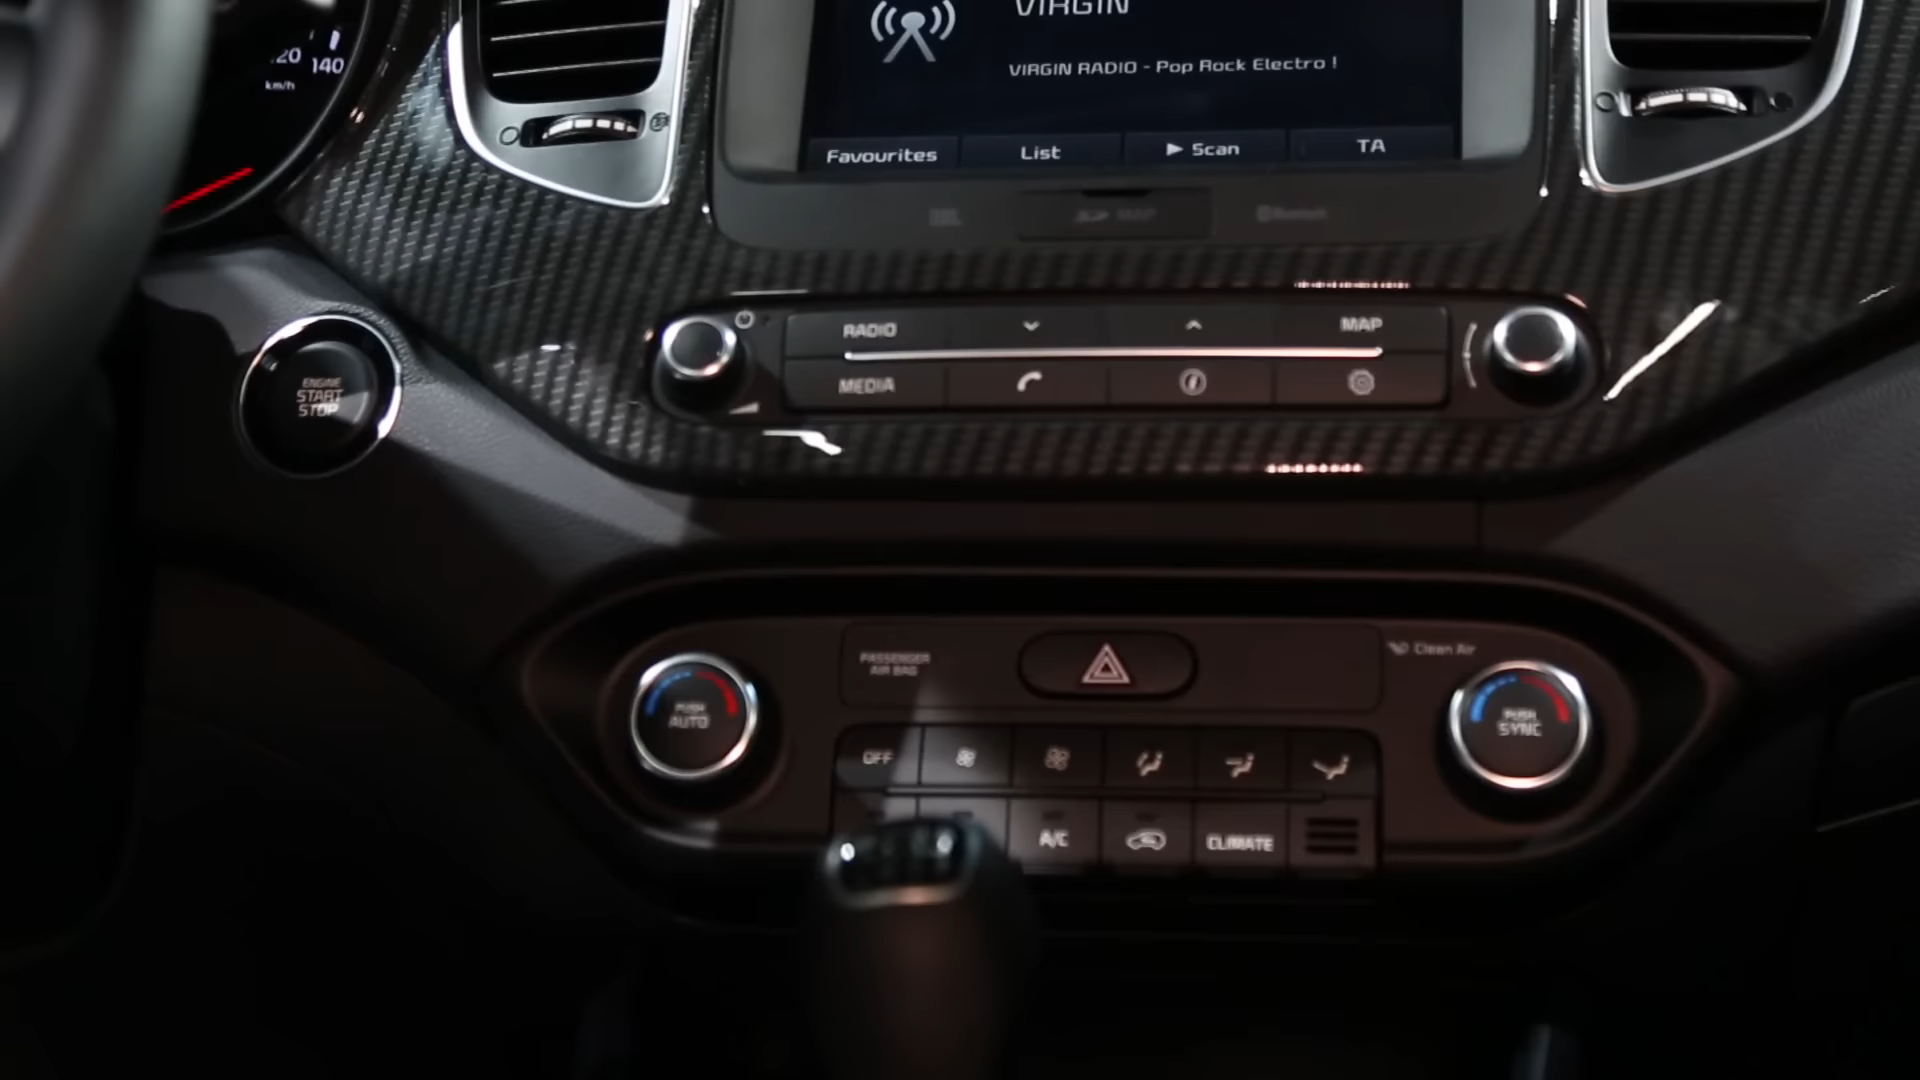 20
140
km/h
VIRGIN
VIRGIN RADIO - Pop Rock Electro !
Favourites
List
Scan
TA
MAP
RADIO
MAP
MEDIA
ENGINE
START
STOP
PASSENGER
AIR BAG
Clean Air
PUSH
AUTO
PUSH
SYNC
OFF
A/C
CLIMATE